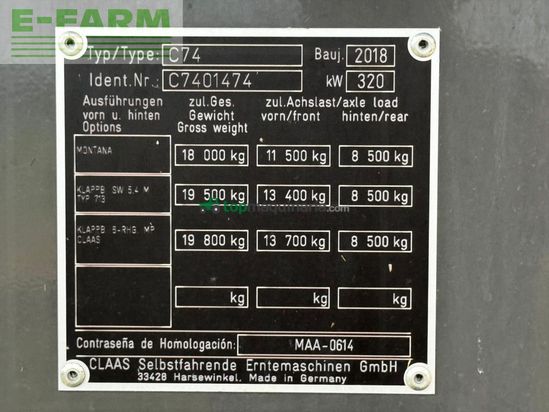 E-FARM
Typ/Type: C74 Bauj. 2018
Ident.Nr.: C7401474 kW 320
Ausführungen vorn u. hinten Options
zul.Ges. Gewicht Gross weight
zul.Achslast/axle load
vorn/front hinten/rear
MONTANA 18 000 kg 11 500 kg 8 500 kg
KLAPPB. SW 5,4 M
TYP 713
19 500 kg 13 400 kg 8 500 kg
topmaquinaria.com
KLAPPB. 6-RHG. MP
CLAAS
19 800 kg 13 700 kg 8 500 kg
kg kg kg
Contraseña de Homologación: MAA-0614
CLAAS Selbstfahrende Erntemaschinen GmbH
33428 Harsewinkel, Made in Germany